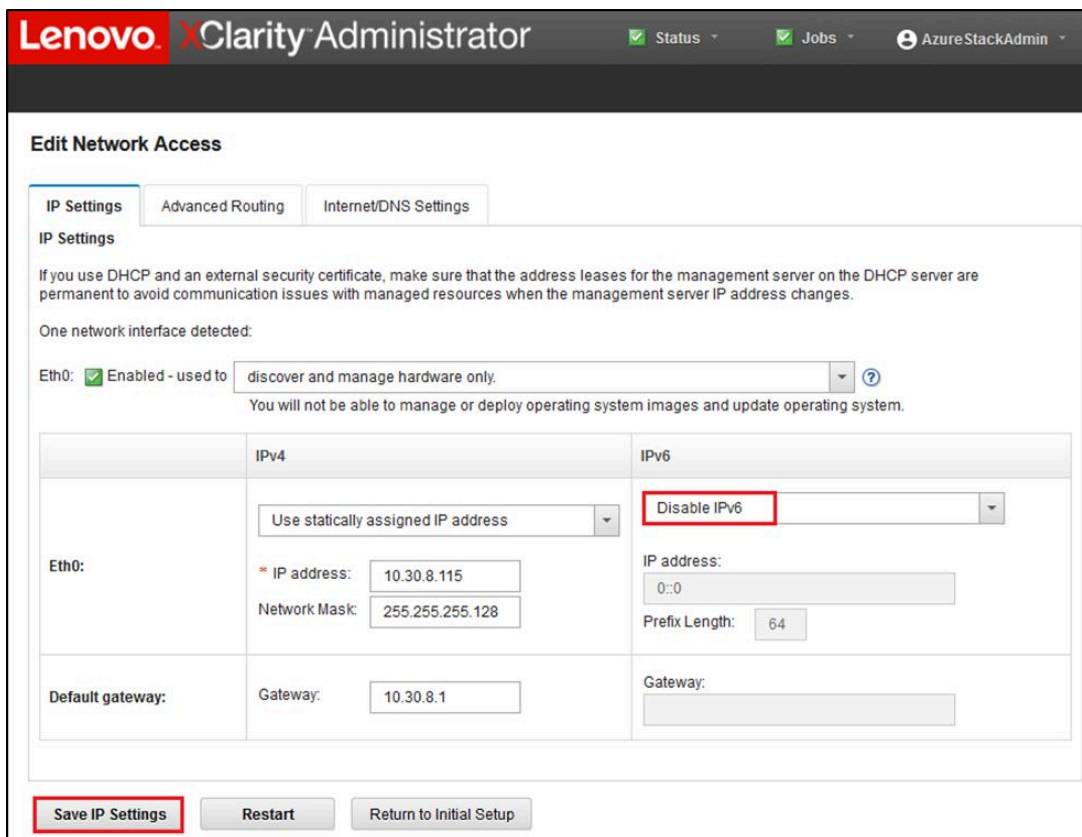 Lenovo. XClarity Administrator
Status
Jobs
AzureStackAdmin
Edit Network Access
IP Settings
Advanced Routing
Internet/DNS Settings
IP Settings
If you use DHCP and an external security certificate, make sure that the address leases for the management server on the DHCP server are
permanent to avoid communication issues with managed resources when the management server IP address changes.
One network interface detected:
Eth0: Enabled - used to discover and manage hardware only. ?
You will not be able to manage or deploy operating system images and update operating system.
IPv4
IPv6
Eth0:
Use statically assigned IP address
* IP address: 10.30.8.115
Network Mask: 255.255.255.128
Disable IPv6
IP address:
0::0
Prefix Length: 64
Default gateway:
Gateway: 10.30.8.1
Gateway:
Save IP Settings
Restart
Return to Initial Setup